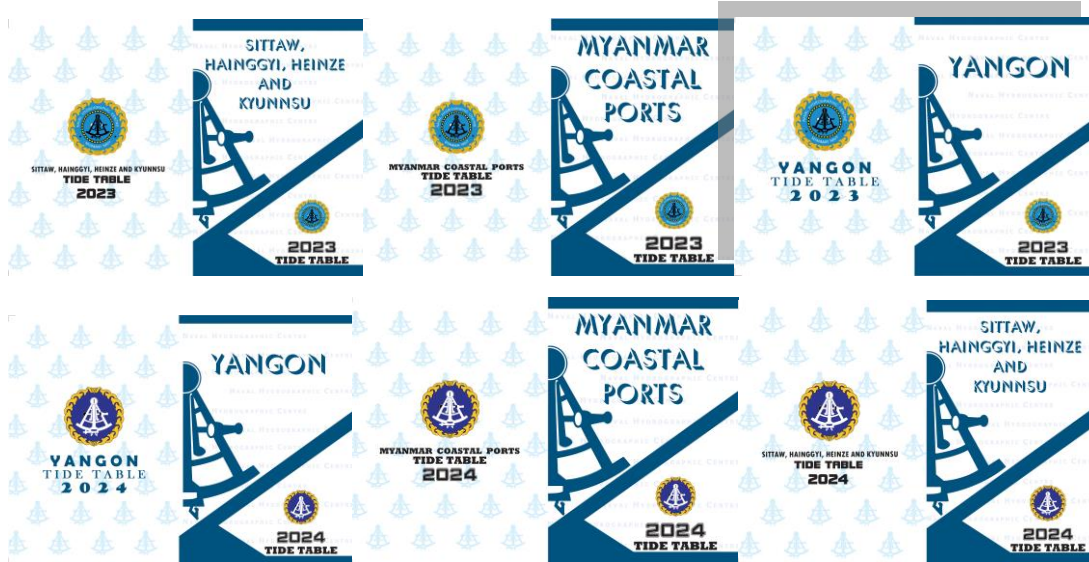 SITTAW, HAINGGYI, HEINZE AND KYUNNSU
TIDE TABLE
2023
SITTAW,
HAINGGYI, HEINZE
AND
KYUNNSU
2023
TIDE TABLE
MYANMAR COASTAL PORTS
TIDE TABLE
2023
MYANMAR
COASTAL
PORTS
2023
TIDE TABLE
YANGON
TIDE TABLE
2023
YANGON
2023
TIDE TABLE
YANGON
TIDE TABLE
2024
YANGON
2024
TIDE TABLE
MYANMAR COASTAL PORTS
TIDE TABLE
2024
MYANMAR
COASTAL
PORTS
2024
TIDE TABLE
SITTAW, HAINGGYI, HEINZE AND KYUNNSU
TIDE TABLE
2024
SITTAW,
HAINGGYI, HEINZE
AND
KYUNNSU
2024
TIDE TABLE